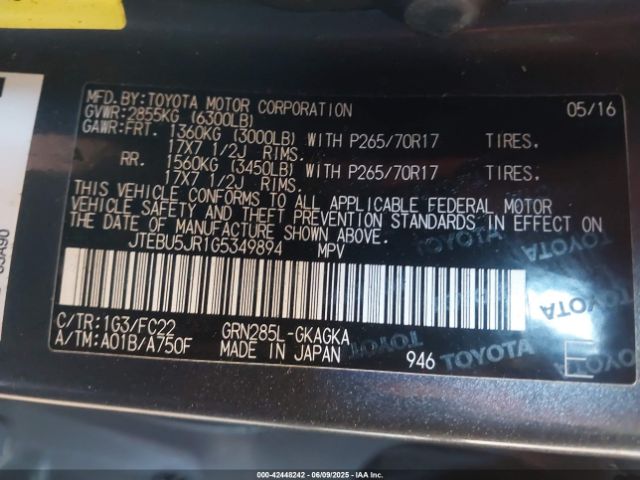 MFD.BY:TOYOTA MOTOR CORPORATION 05/16
GVWR:2855KG (6300LB)
GAWR:FRT. 1360KG (3000LB) WITH P265/70R17 TIRES.
17X7 1/2J RIMS.
RR. 1560KG (3450LB) WITH P265/70R17 TIRES.
17X7 1/2J RIMS.
THIS VEHICLE CONFORMS TO ALL APPLICABLE FEDERAL MOTOR
VEHICLE SAFETY AND THEFT PREVENTION STANDARDS IN EFFECT ON
THE DATE OF MANUFACTURE SHOWN ABOVE.
JTEBU5JR1G5349894 MPV
C/TR:1G3/FC22 GRN285L-GKAGKA
A/TM:A01B/A750F MADE IN JAPAN 946
TOYOTA
TOYOTA
E
000-42448242 - 06/09/2025 - IAAI, Inc.